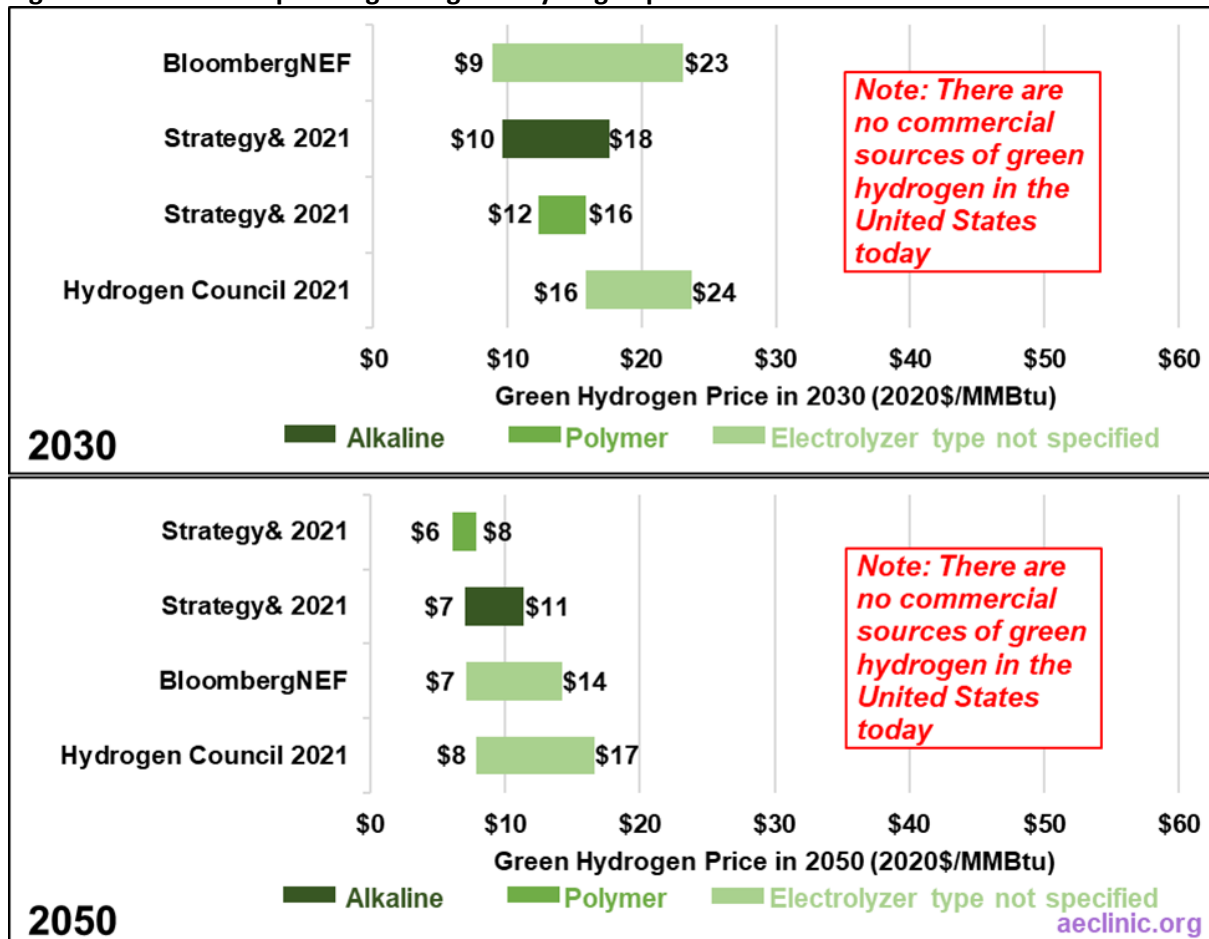 BloombergNEF
$9
$23
Strategy& 2021
$10
$18
Strategy& 2021
$12
$16
Hydrogen Council 2021
$16
$24
Note: There are
no commercial
sources of green
hydrogen in the
United States
today
$0 $10 $20 $30 $40 $50 $60
Green Hydrogen Price in 2030 (2020$/MMBtu)
2030
Alkaline Polymer Electrolyzer type not specified
Strategy& 2021
$6
$8
Strategy& 2021
$7
$11
BloombergNEF
$7
$14
Hydrogen Council 2021
$8
$17
Note: There are
no commercial
sources of green
hydrogen in the
United States
today
$0 $10 $20 $30 $40 $50 $60
Green Hydrogen Price in 2050 (2020$/MMBtu)
2050
Alkaline Polymer Electrolyzer type not specified
aeclinic.org